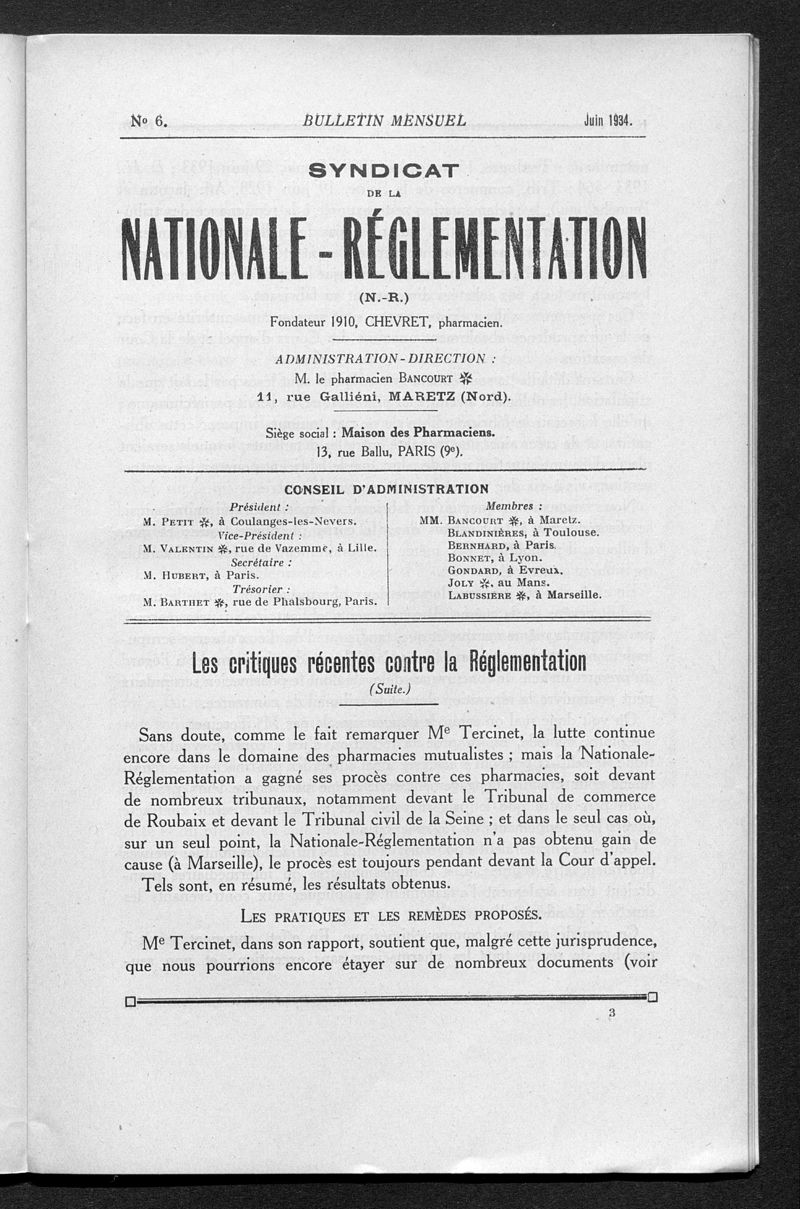 Nº 6.
BULLETIN MENSUEL
Juin 1934.
SYNDICAT
DE LA
NATIONALE-RÉGLEMENTATION
(N.-R.)
Fondateur 1910, CHEVRET, pharmacien.
ADMINISTRATION-DIRECTION :
M. le pharmacien BANCOURT ✻
11, rue Galliéni, MARETZ (Nord).
Siège social : Maison des Pharmaciens.
13, rue Ballu, PARIS (9e).
CONSEIL D'ADMINISTRATION
Président :
M. PETIT ✻, à Coulanges-les-Nevers.
Vice-Président :
M. VALENTIN ✻, rue de Vazemme, à Lille.
Secrétaire :
M. HUBERT, à Paris.
Trésorier :
M. BARTHET ✻, rue de Phalsbourg, Paris.
Membres :
MM. BANCOURT ✻, à Maretz.
BLANDINIÈRES, à Toulouse.
BERNHARD, à Paris.
BONNET, à Lyon.
GONDARD, à Evreux.
JOLY ✻, au Mans.
LABUSSIÈRE ✻, à Marseille.
Les critiques récentes contre la Réglementation
(Suite.)
Sans doute, comme le fait remarquer Me Tercinet, la lutte continue
encore dans le domaine des pharmacies mutualistes ; mais la Nationale-
Réglementation a gagné ses procès contre ces pharmacies, soit devant
de nombreux tribunaux, notamment devant le Tribunal de commerce
de Roubaix et devant le Tribunal civil de la Seine ; et dans le seul cas où,
sur un seul point, la Nationale-Réglementation n'a pas obtenu gain de
cause (à Marseille), le procès est toujours pendant devant la Cour d'appel.
Tels sont, en résumé, les résultats obtenus.
LES PRATIQUES ET LES REMÈDES PROPOSÉS.
Me Tercinet, dans son rapport, soutient que, malgré cette jurisprudence,
que nous pourrions encore étayer sur de nombreux documents (voir
3